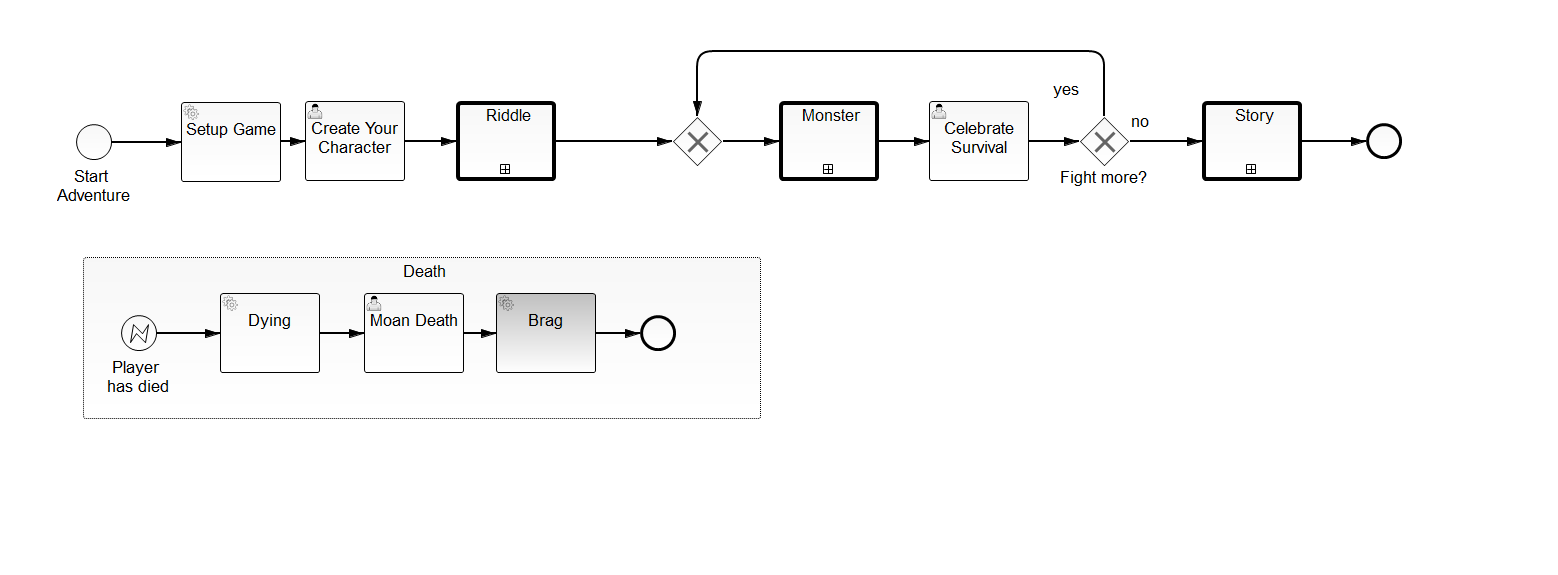 Start
Adventure
Setup Game
Create Your
Character
Riddle
Monster
Celebrate
Survival
yes
no
Fight more?
Story
Death
Player
has died
Dying
Moan Death
Brag